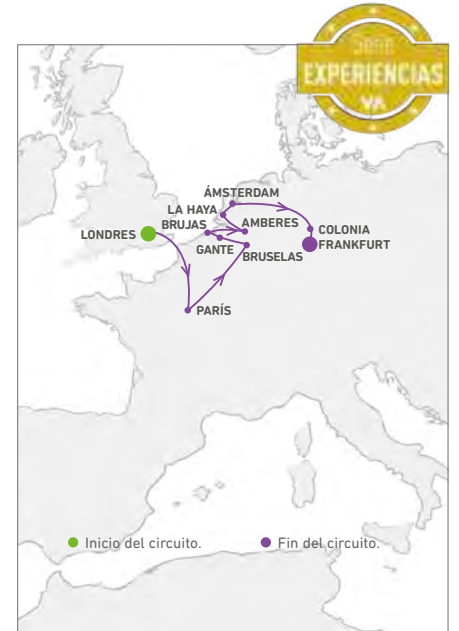 Serie
EXPERIENCIAS
VA
ÁMSTERDAM
LA HAYA
BRUJAS
AMBERES
LONDRES
COLONIA
GANTE
FRANKFURT
BRUSELAS
PARÍS
Inicio del circuito.
Fin del circuito.